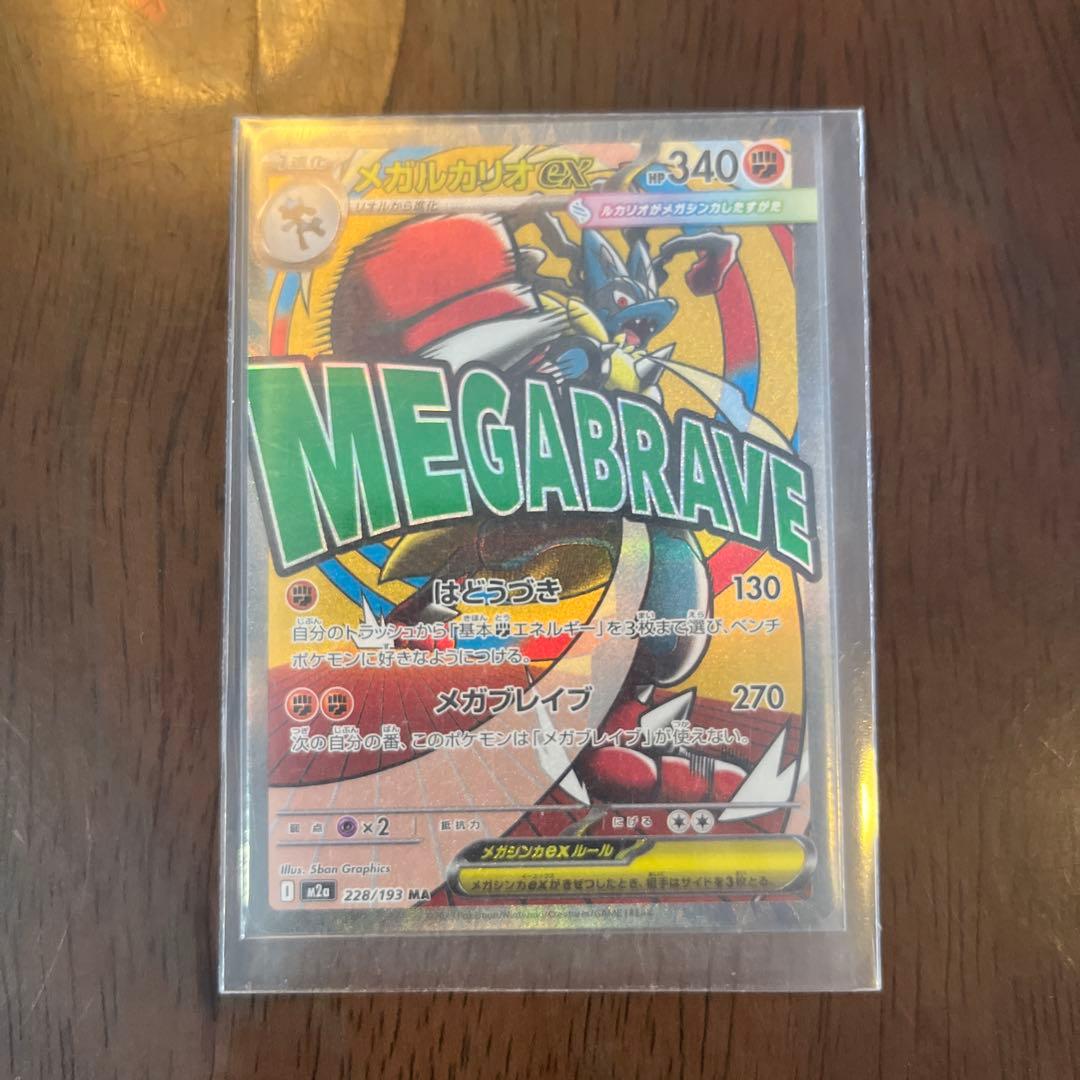 1進化
メガルカリオex
HP 340
リオルから進化
ルカリオがメガシンカしたすがた
MEGABRAVE
はどうづき 130
自分のトラッシュから「基本エネルギー」を3枚まで選び、ベンチ
ポケモンに好きなようにつける。
メガブレイブ 270
次の自分の番、このポケモンは「メガブレイブ」が使えない。
弱点 ×2 抵抗力 にげる
メガシンカexルール
メガシンカexがきぜつしたとき、相手はサイドを3枚とる。
Illus. 5ban Graphics
I M2a 228/193 MA
Pokémon/Nintendo/Creatures/GAME FREAK